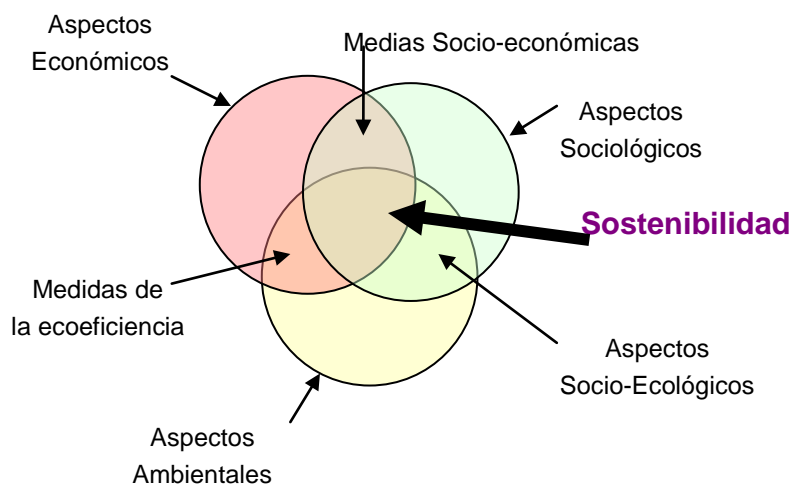 Aspectos
Económicos
Medias Socio-económicas
Aspectos
Sociológicos
Sostenibilidad
Medidas de
la ecoeficiencia
Aspectos
Socio-Ecológicos
Aspectos
Ambientales